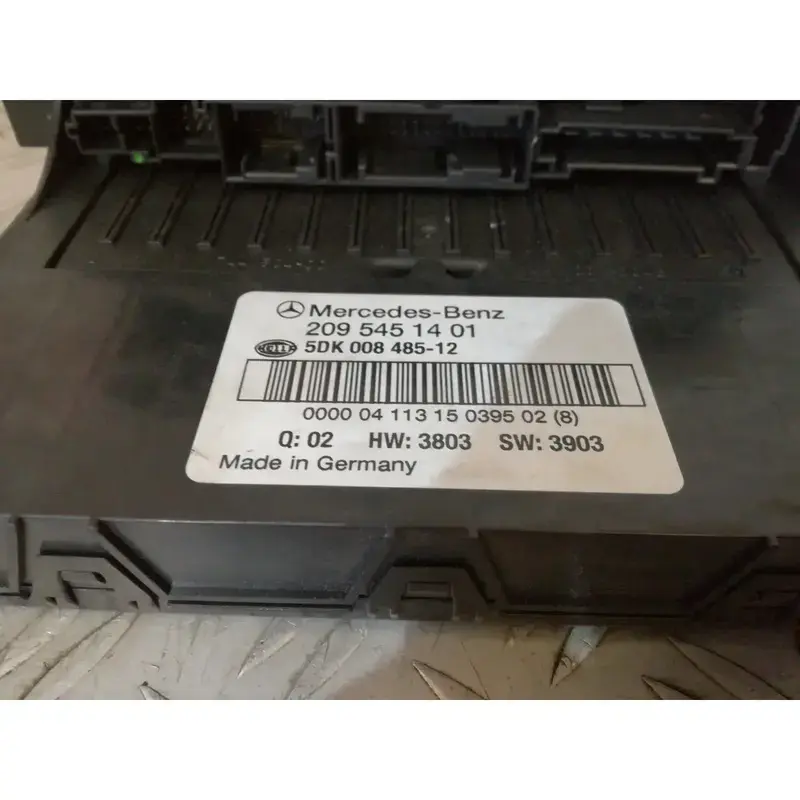 Mercedes-Benz
209 545 14 01
HELLA 5DK 008 485-12
0000 04 113 15 0395 02 (8)
Q: 02 HW: 3803 SW: 3903
Made in Germany